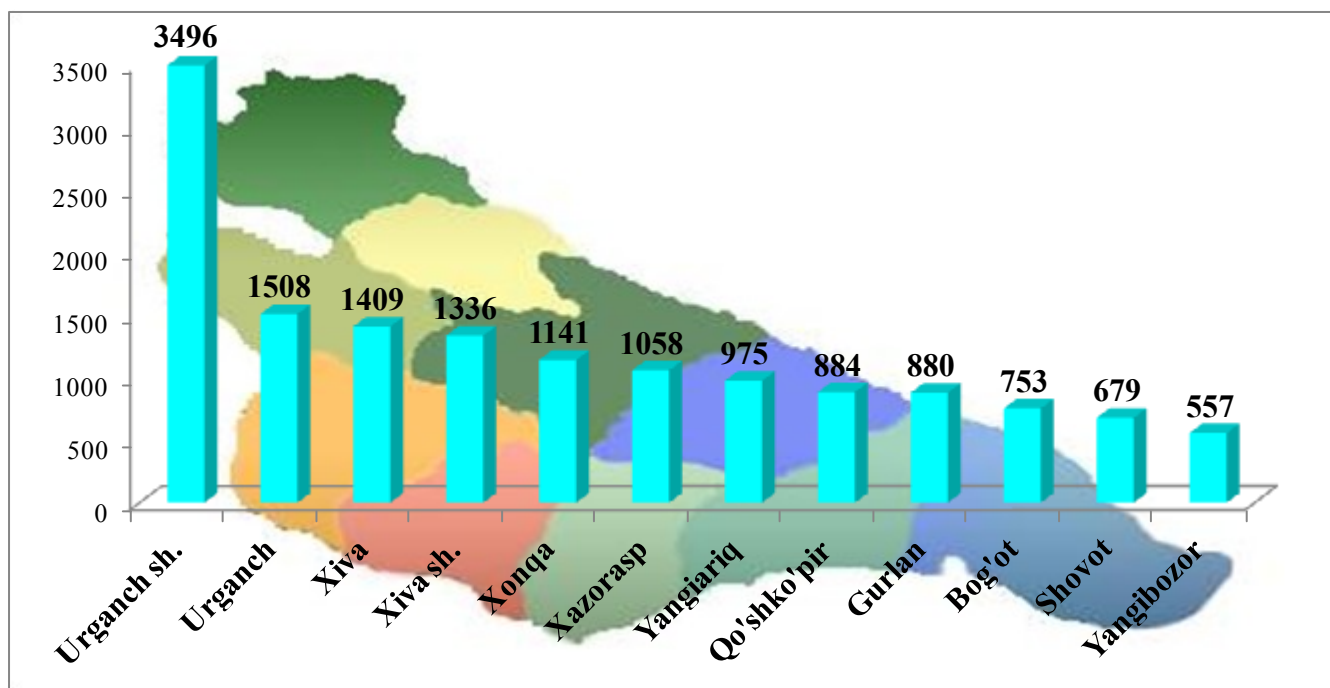 3496
3500
3000
2500
2000
1500
1000
500
0
1508
1409
1336
1141
1058
975
884
880
753
679
557
Urganch sh.
Urganch
Xiva
Xiva sh.
Xonqa
Xazorasp
Yangiariq
Qo'shko'pir
Gurlan
Bog'ot
Shovot
Yangibozor